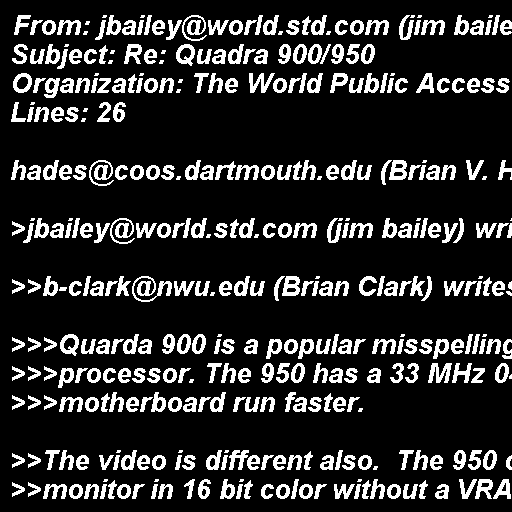 From: jbailey@world.std.com (jim baile
Subject: Re: Quadra 900/950
Organization: The World Public Access
Lines: 26
hades@coos.dartmouth.edu (Brian V. H
>jbailey@world.std.com (jim bailey) wri
>>b-clark@nwu.edu (Brian Clark) writes
>>>Quarda 900 is a popular misspelling
>>>processor. The 950 has a 33 MHz 04
>>>motherboard run faster.
>>The video is different also.  The 950 c
>>monitor in 16 bit color without a VRA